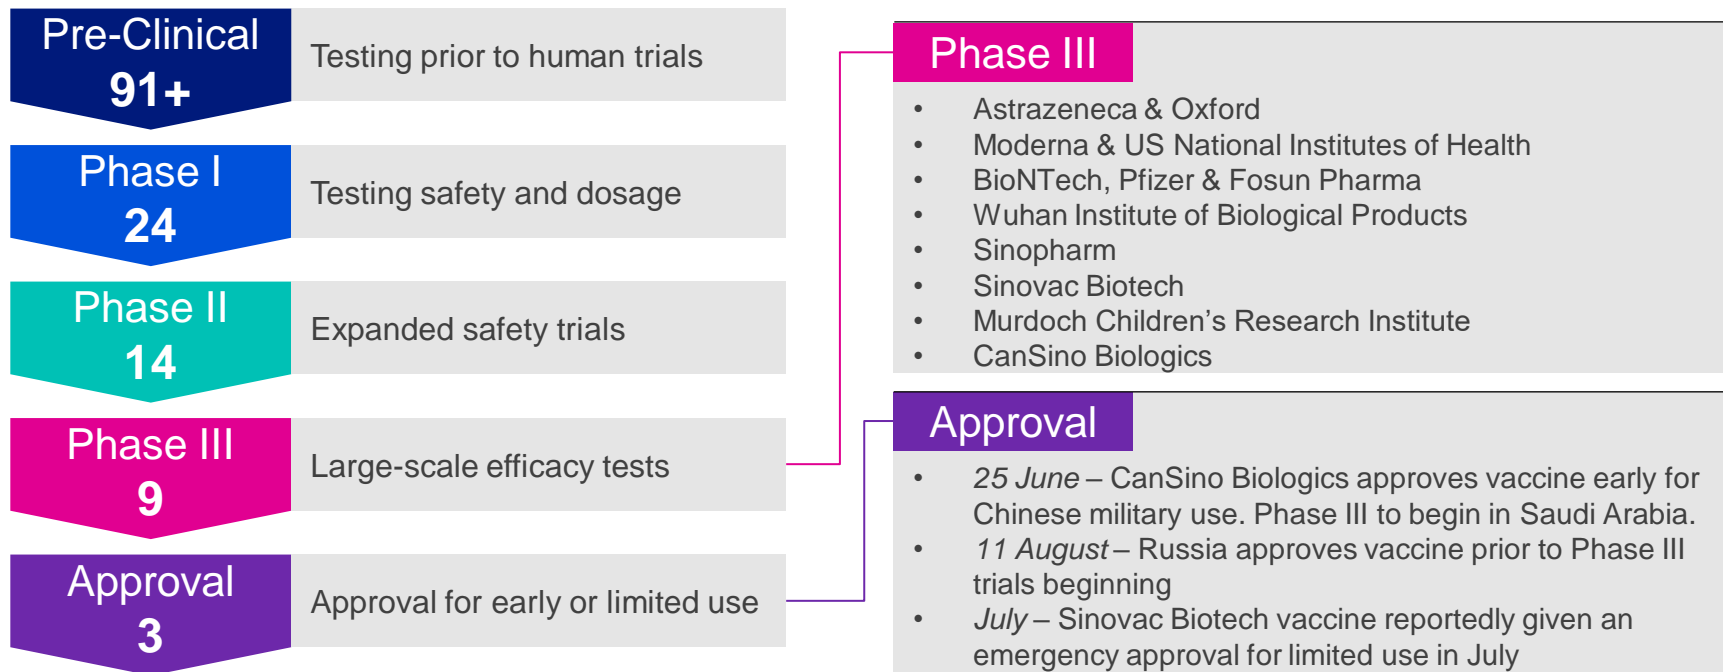 Pre-Clinical
91+
Testing prior to human trials
Phase I
24
Testing safety and dosage
Phase II
14
Expanded safety trials
Phase III
9
Large-scale efficacy tests
Approval
3
Approval for early or limited use
Phase III
• Astrazeneca & Oxford
• Moderna & US National Institutes of Health
• BioNTech, Pfizer & Fosun Pharma
• Wuhan Institute of Biological Products
• Sinopharm
• Sinovac Biotech
• Murdoch Children's Research Institute
• CanSino Biologics
Approval
• 25 June – CanSino Biologics approves vaccine early for
Chinese military use. Phase III to begin in Saudi Arabia.
• 11 August – Russia approves vaccine prior to Phase III
trials beginning
• July – Sinovac Biotech vaccine reportedly given an
emergency approval for limited use in July